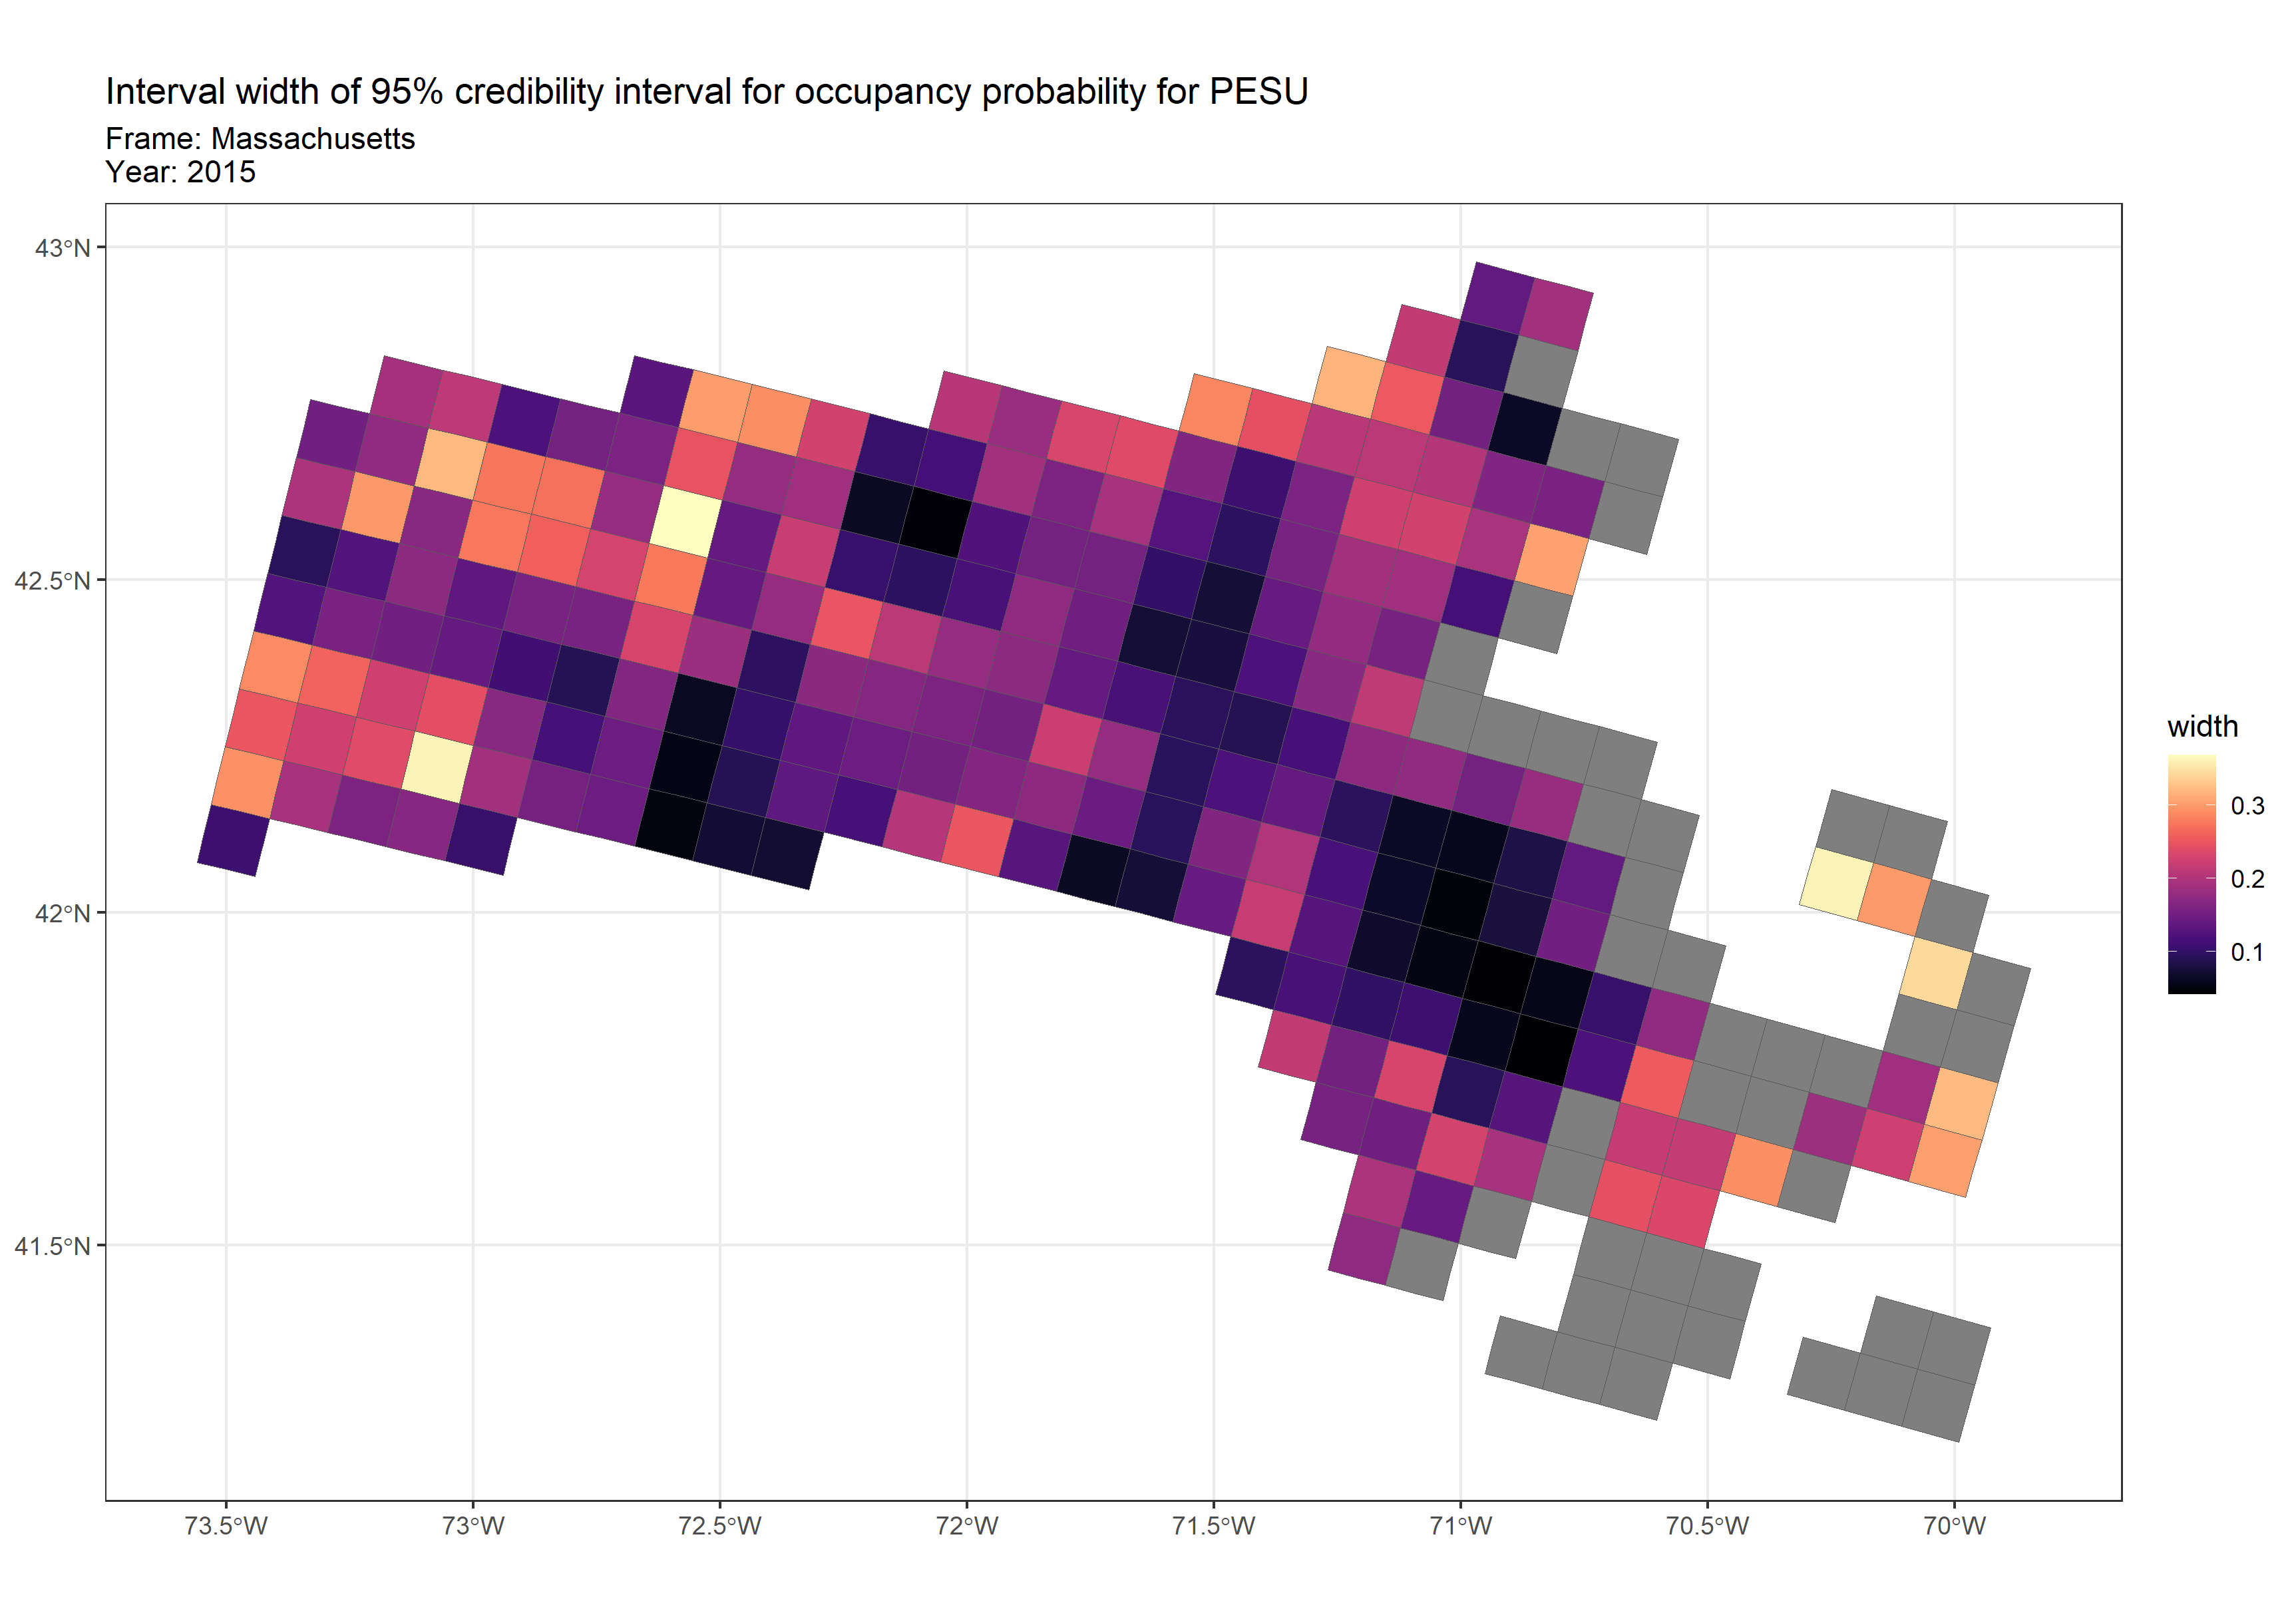 Interval width of 95% credibility interval for occupancy probability for PESU
Frame: Massachusetts
Year: 2015
43°N
42.5°N
42°N
41.5°N
73.5°W
73°W
72.5°W
72°W
71.5°W
71°W
70.5°W
70°W
width
0.3
0.2
0.1